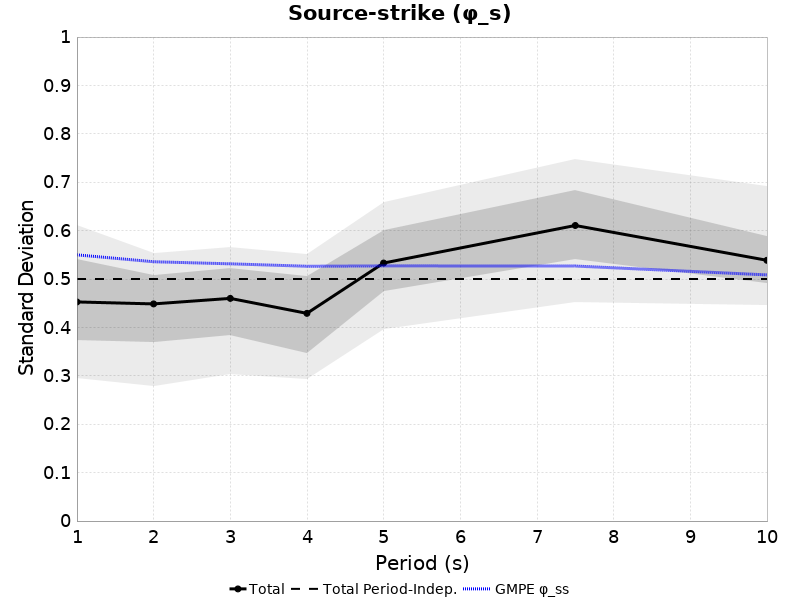 Source-strike (φ_s)
1
0.9
0.8
0.7
0.6
0.5
0.4
0.3
0.2
0.1
0
Standard Deviation
1 2 3 4 5 6 7 8 9 10
Period (s)
Total Total Period-Indep. GMPE φ_ss